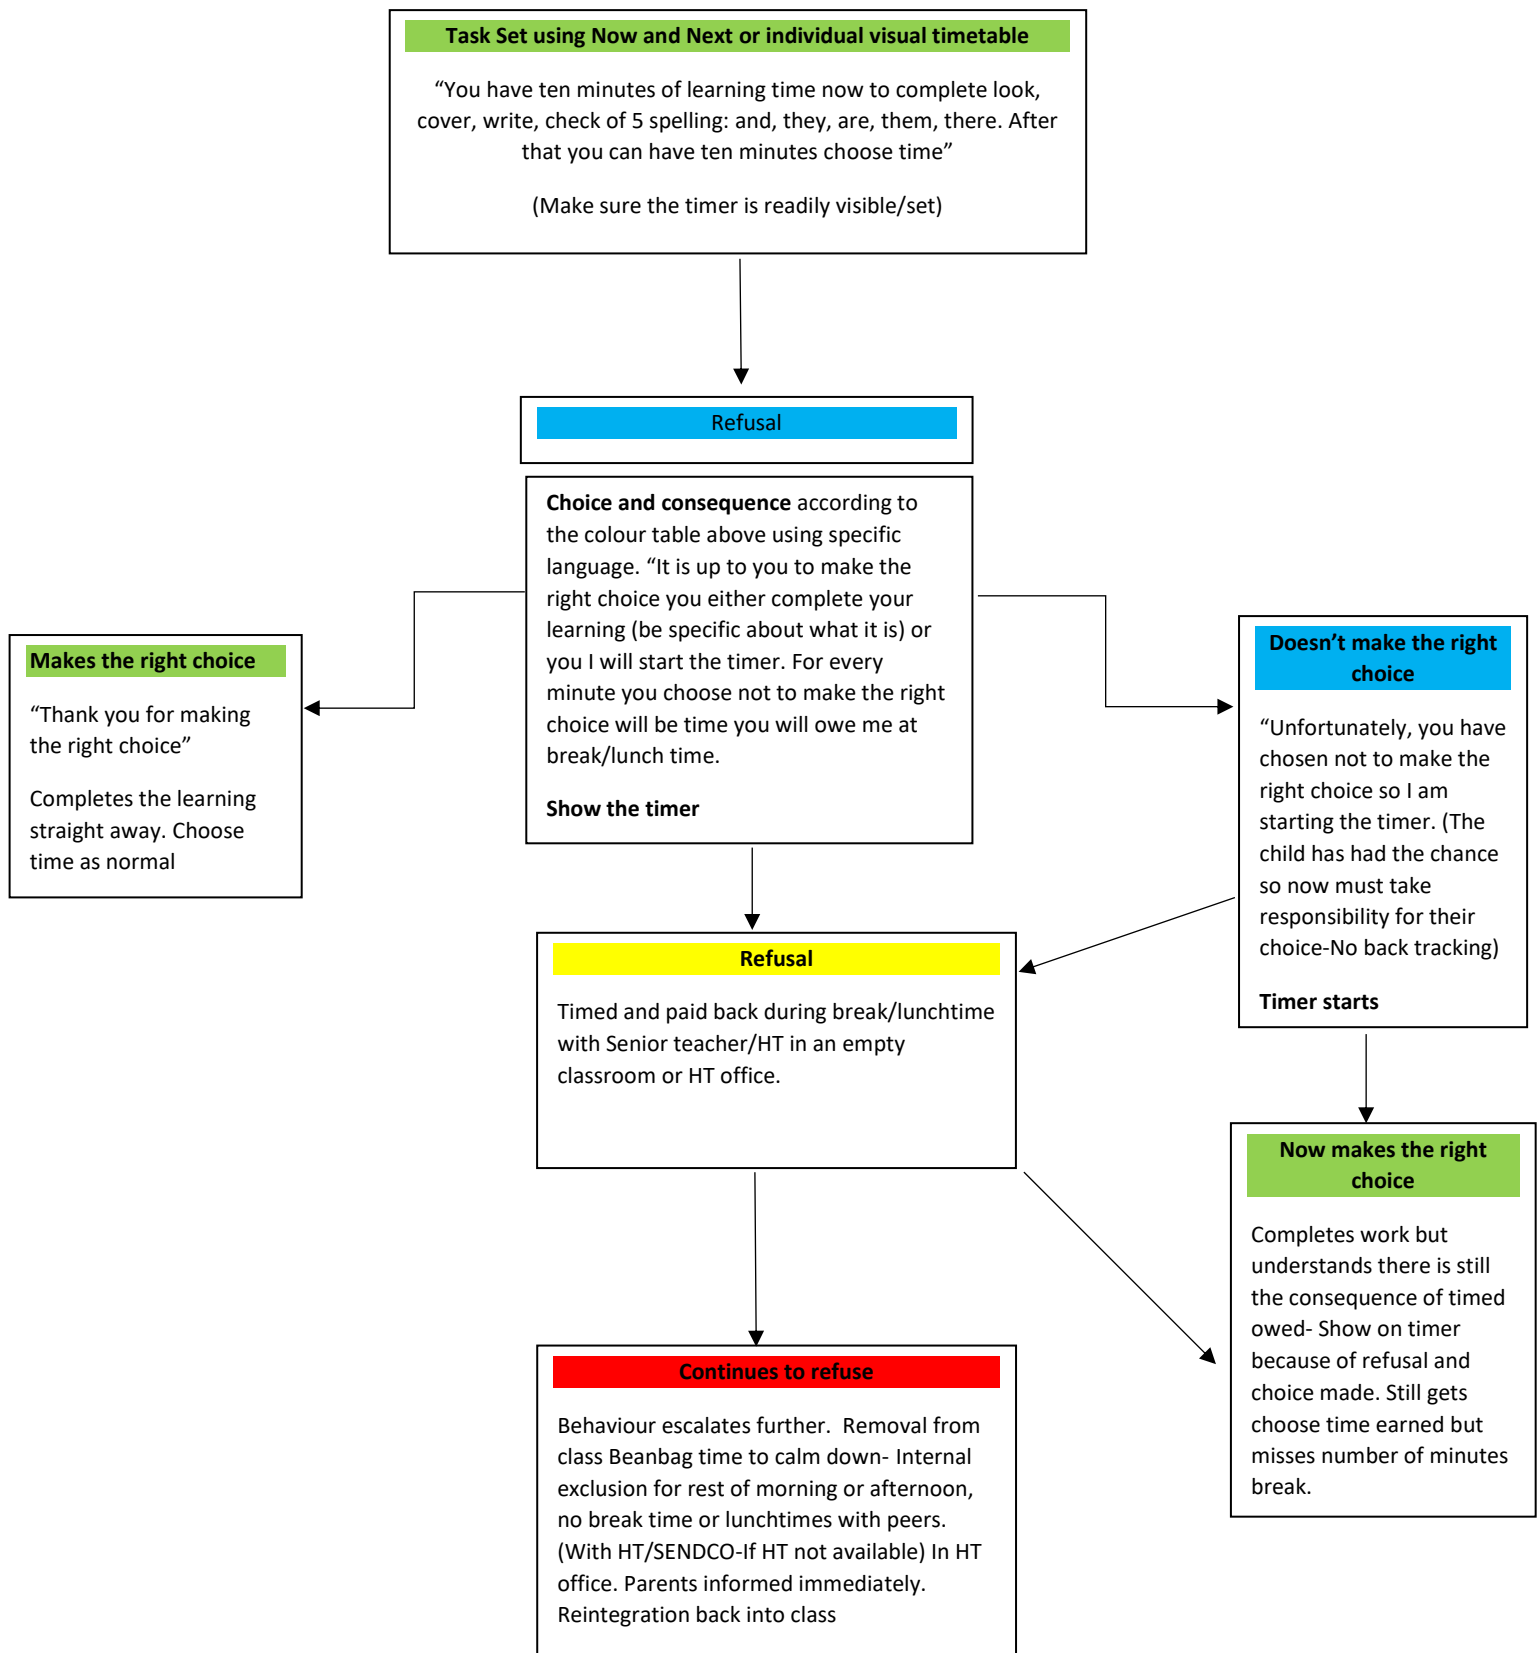 Task Set using Now and Next or individual visual timetable
“You have ten minutes of learning time now to complete look,
cover, write, check of 5 spelling: and, they, are, them, there. After
that you can have ten minutes choose time”
(Make sure the timer is readily visible/set)
Refusal
Choice and consequence according to
the colour table above using specific
language. “It is up to you to make the
right choice you either complete your
learning (be specific about what it is) or
you I will start the timer. For every
minute you choose not to make the right
choice will be time you will owe me at
break/lunch time.
Show the timer
Makes the right choice
“Thank you for making
the right choice”
Completes the learning
straight away. Choose
time as normal
Doesn’t make the right
choice
“Unfortunately, you have
chosen not to make the
right choice so I am
starting the timer. (The
child has had the chance
so now must take
responsibility for their
choice-No back tracking)
Timer starts
Refusal
Timed and paid back during break/lunchtime
with Senior teacher/HT in an empty
classroom or HT office.
Now makes the right
choice
Completes work but
understands there is still
the consequence of timed
owed- Show on timer
because of refusal and
choice made. Still gets
choose time earned but
misses number of minutes
break.
Continues to refuse
Behaviour escalates further.  Removal from
class Beanbag time to calm down- Internal
exclusion for rest of morning or afternoon,
no break time or lunchtimes with peers.
(With HT/SENDCO-If HT not available) In HT
office. Parents informed immediately.
Reintegration back into class